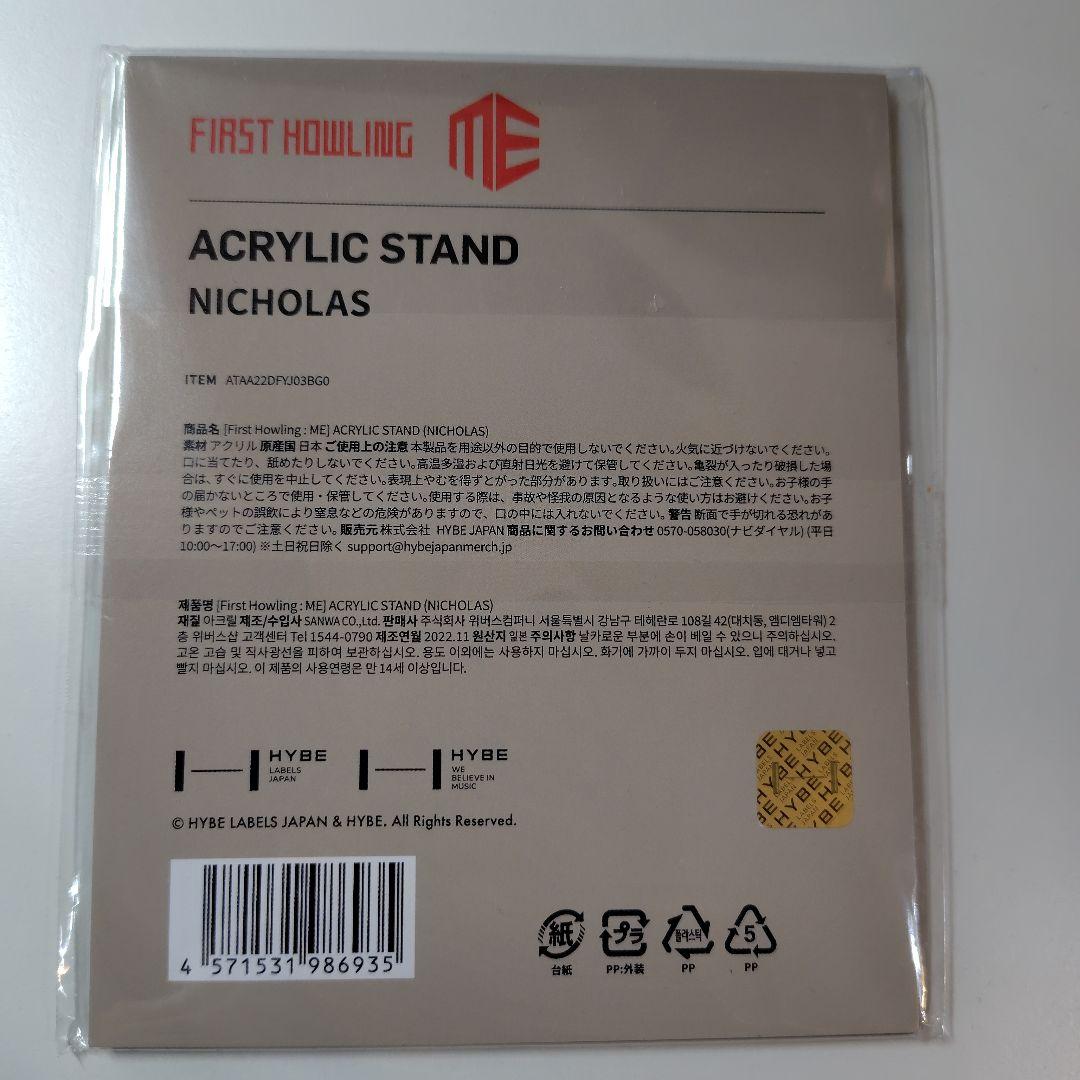 FIRST HOWLING ME
ACRYLIC STAND
NICHOLAS
ITEM ATAA22DFYJ03BG0
商品名 [First Howling : ME] ACRYLIC STAND (NICHOLAS)
素材 アクリル 原産国 日本 ご使用上の注意 本製品を用途以外の目的で使用しないでください。火気に近づけないでください。
口に当てたり、舐めたりしないでください。高温多湿および直射日光を避けて保管してください。亀裂が入ったり破損した場
合は、すぐに使用を中止してください。表現上やむを得ずとがった部分があります。取り扱いにはご注意ください。お子様の手
の届かないところで使用・保管してください。使用する際は、事故や怪我の原因となるような使い方はお避けください。お子
様やペットの誤飲により窒息などの危険がありますので、口の中には入れないでください。警告 断面で手が切れる恐れがあ
りますのでご注意ください。販売元 株式会社 HYBE JAPAN 商品に関するお問い合わせ 0570-058030(ナビダイヤル) (平日
10:00〜17:00) ※土日祝日除く support@hybejapanmerch.jp
제품명 [First Howling : ME] ACRYLIC STAND (NICHOLAS)
재질 아크릴 제조/수입사 SANWA CO.,Ltd. 판매사 주식회사 위버스컴퍼니 서울특별시 강남구 테헤란로 108길 42(대치동, 엠디엠타워) 2
층 위버스샵 고객센터 Tel 1544-0790 제조연월 2022.11 원산지 일본 주의사항 날카로운 부분에 손이 베일 수 있으니 주의하십시오.
고온 고습 및 직사광선을 피하여 보관하십시오. 용도 이외에는 사용하지 마십시오. 화기에 가까이 두지 마십시오. 입에 대거나 넣고
빨지 마십시오. 이 제품의 사용연령은 만 14세 이상입니다.
HYBE
LABELS
JAPAN
HYBE
WE
BELIEVE IN
MUSIC
© HYBE LABELS JAPAN & HYBE. All Rights Reserved.
4 571531 986935
紙
台紙
プラ
PP:外装
플라스틱
PP
5
PP